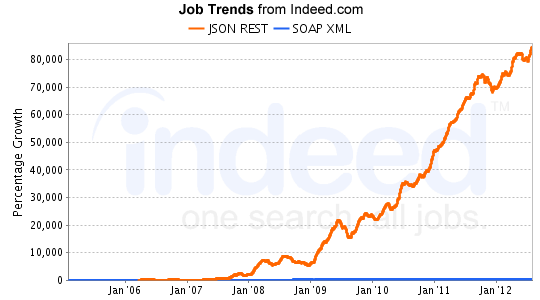 Job Trends from Indeed.com
JSON REST SOAP XML
Percentage Growth
80,000
70,000
60,000
50,000
40,000
30,000
20,000
10,000
0
indeed™
one search. all jobs.
Jan '06 Jan '07 Jan '08 Jan '09 Jan '10 Jan '11 Jan '12